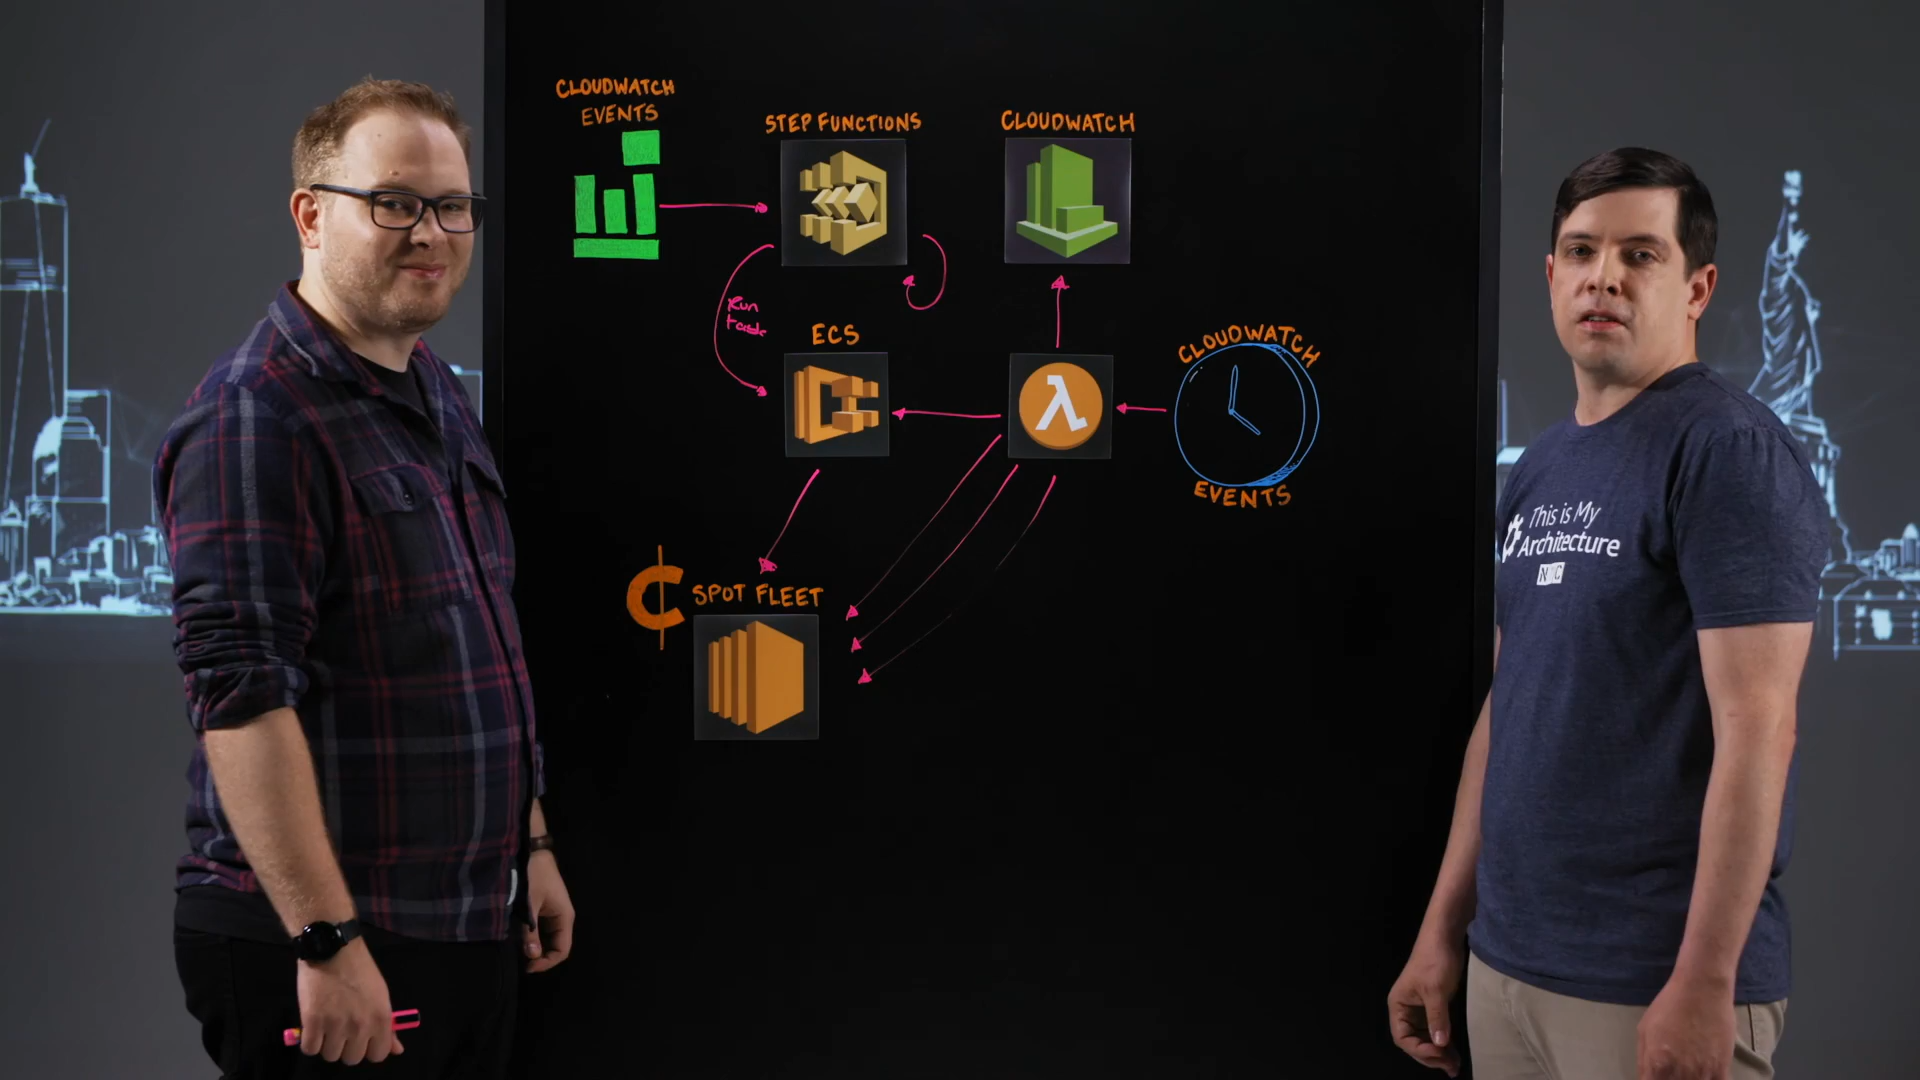 CLOUDWATCH
EVENTS
STEP FUNCTIONS
CLOUDWATCH
Run
task
ECS
CLOUDWATCH
EVENTS
λ
¢ SPOT FLEET
This is My
Architecture
NYC